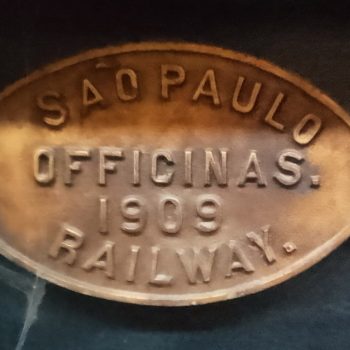 SÃO PAULO
OFFICINAS.
1909
RAILWAY.